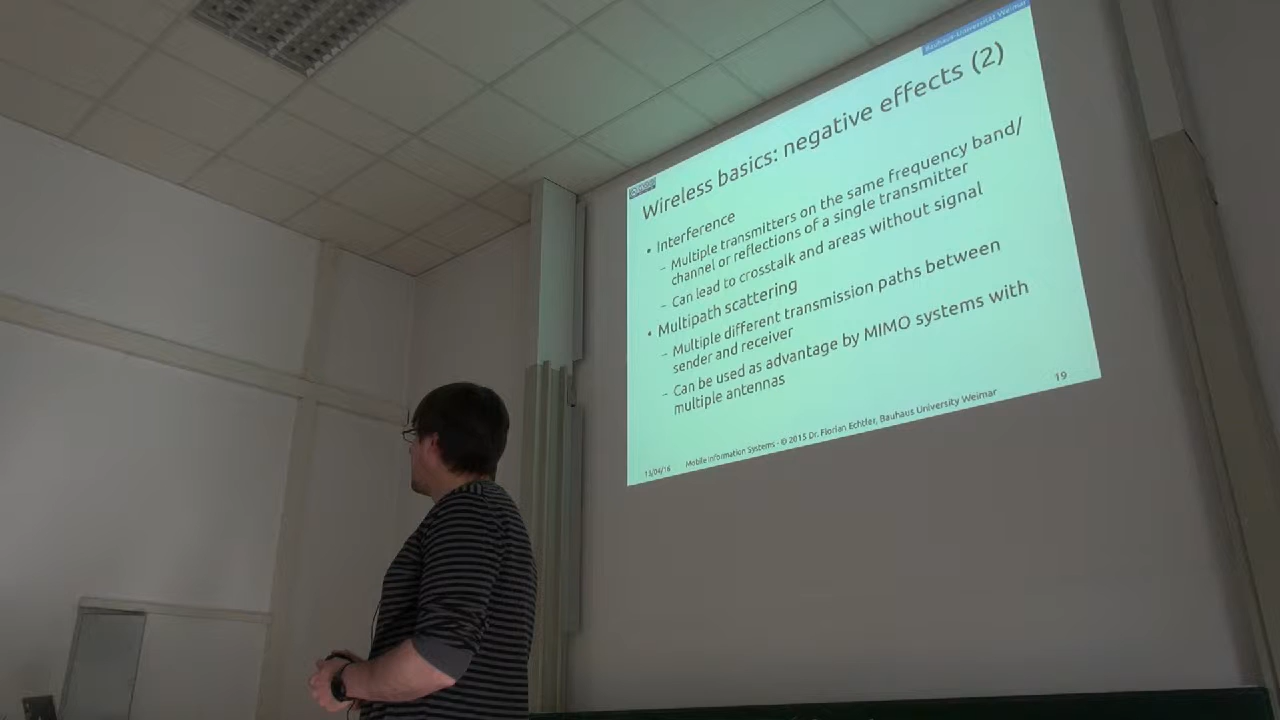 Bauhaus-Universität Weimar
Wireless basics: negative effects (2)
• Interference
– Multiple transmitters on the same frequency band/
channel or reflections of a single transmitter
– Can lead to crosstalk and areas without signal
• Multipath scattering
– Multiple different transmission paths between
sender and receiver
– Can be used as advantage by MIMO systems with
multiple antennas
19
Mobile Information Systems - © 2015 Dr. Florian Echtler, Bauhaus University Weimar